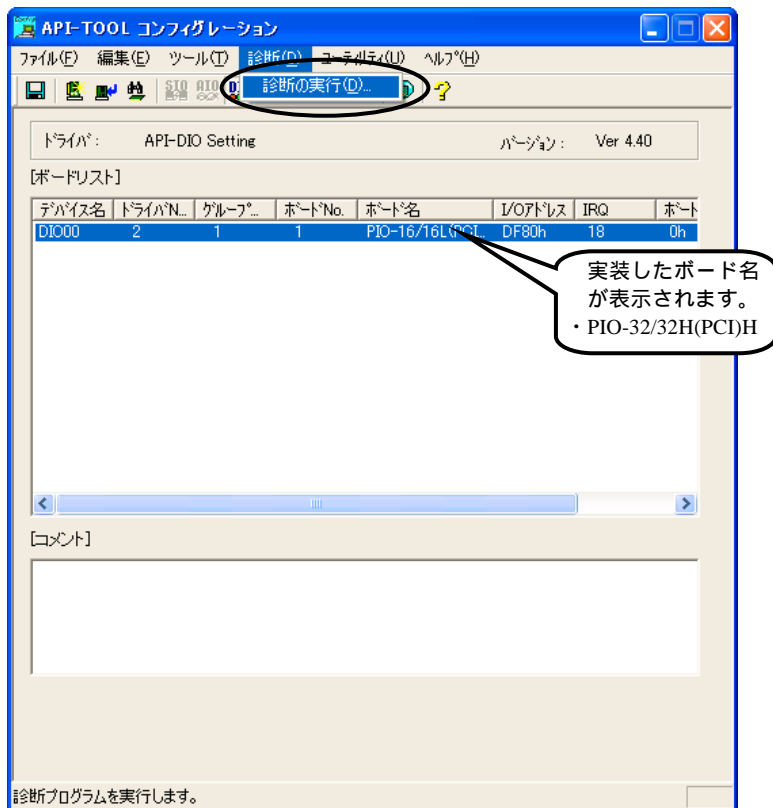 API-TOOL コンフィグレーション
ファイル(F) 編集(E) ツール(T) 診断(D) ユーティリティ(U) ヘルプ(H)
診断の実行(D)...
ドライバ: API-DIO Setting バージョン: Ver 4.40
[ボードリスト]
デバイス名 ドライバN... グループ... ボードNo. ボード名 I/Oアドレス IRQ ボート
DIO00 2 1 1 PIO-16/16L(PCI... DF80h 18 0h
実装したボード名
が表示されます。
・PIO-32/32H(PCI)H
[コメント]
診断プログラムを実行します。